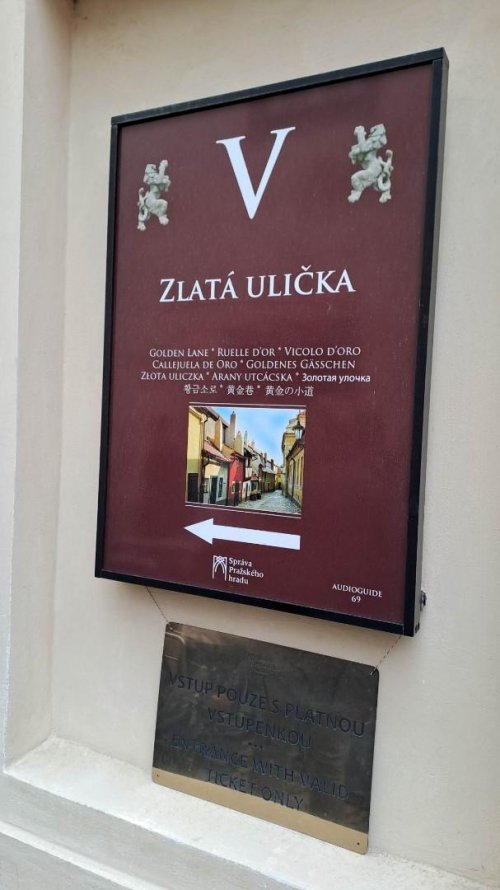 V
ZLATÁ ULIČKA
GOLDEN LANE * RUELLE D'OR * VICOLO D'ORO
CALLEJUELA DE ORO * GOLDENES GÄSSCHEN
ZŁOTA ULICZKA * ARANY UTCÁCSKA * Золотая улочка
황금소로 * 黄金巷 * 黄金の小道
Správa
Pražského
hradu
AUDIOGUIDE
69
VSTUP POUZE S PLATNOU
VSTUPENKOU
•••
ENTRANCE WITH VALID
TICKET ONLY